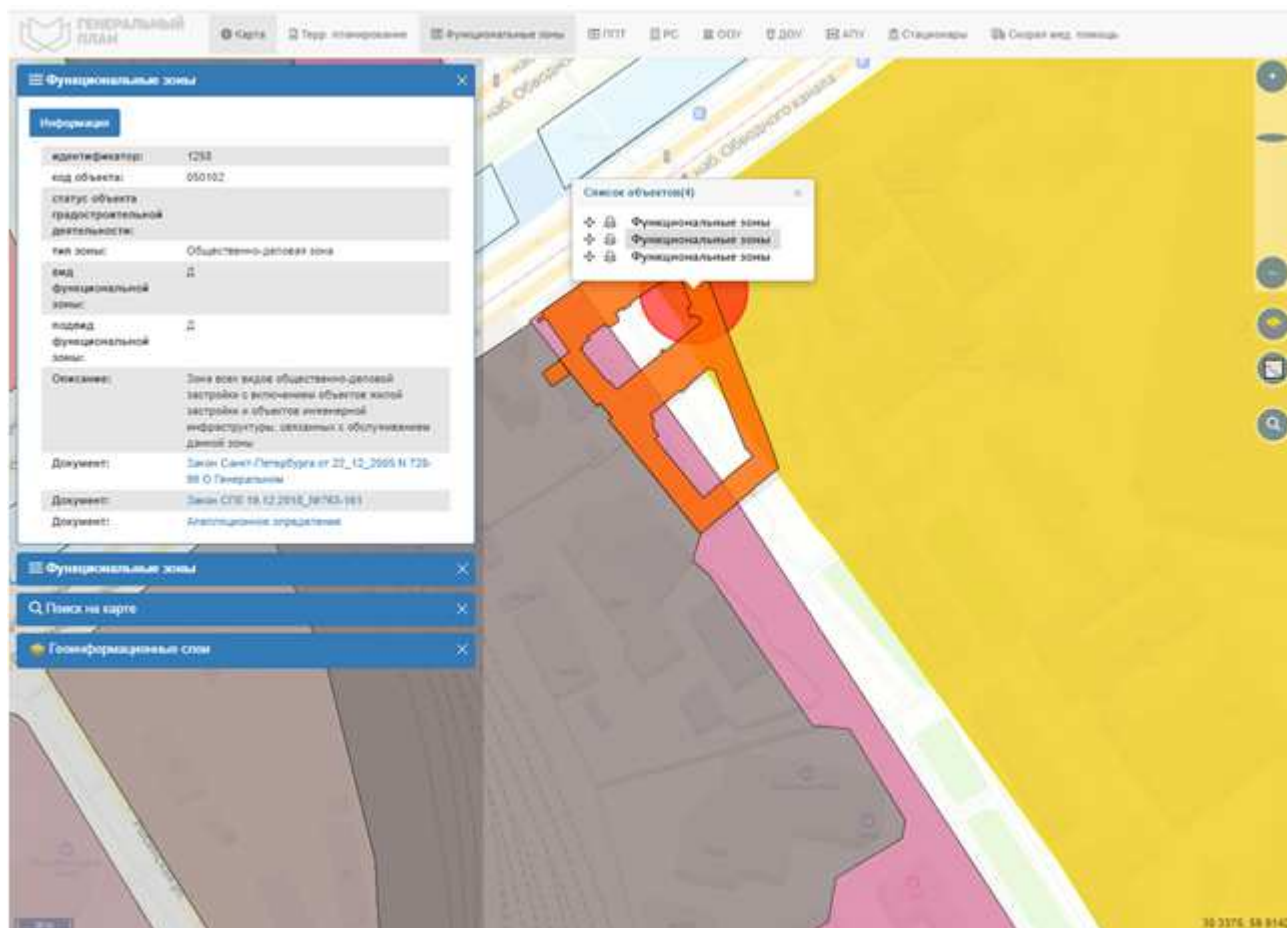 ГЕНЕРАЛЬНЫЙ
ПЛАН
Карта
Терр. планирование
Функциональные зоны
ППТ
РС
ООУ
ДОУ
АПУ
Стационары
Скорая мед. помощь
Функциональные зоны
Информация
идентификатор: 1258
код объекта: 050102
статус объекта
градостроительной
деятельности:
тип зоны: Общественно-деловая зона
вид Д
функциональной
зоны:
подвид Д
функциональной
зоны:
Описание: Зона всех видов общественно-деловой
застройки с включением объектов жилой
застройки и объектов инженерной
инфраструктуры, связанных с обслуживанием
данной зоны
Документ: Закон Санкт-Петербурга от 22_12_2005 N 728-
99 О Генеральном
Документ: Закон СПб 19.12.2018_№763-161
Документ: Апелляционное определение
Функциональные зоны
Поиск на карте
Геоинформационные слои
наб. Обводного
наб. Обводного канала
Список объектов(4)
Функциональные зоны
Функциональные зоны
Функциональные зоны